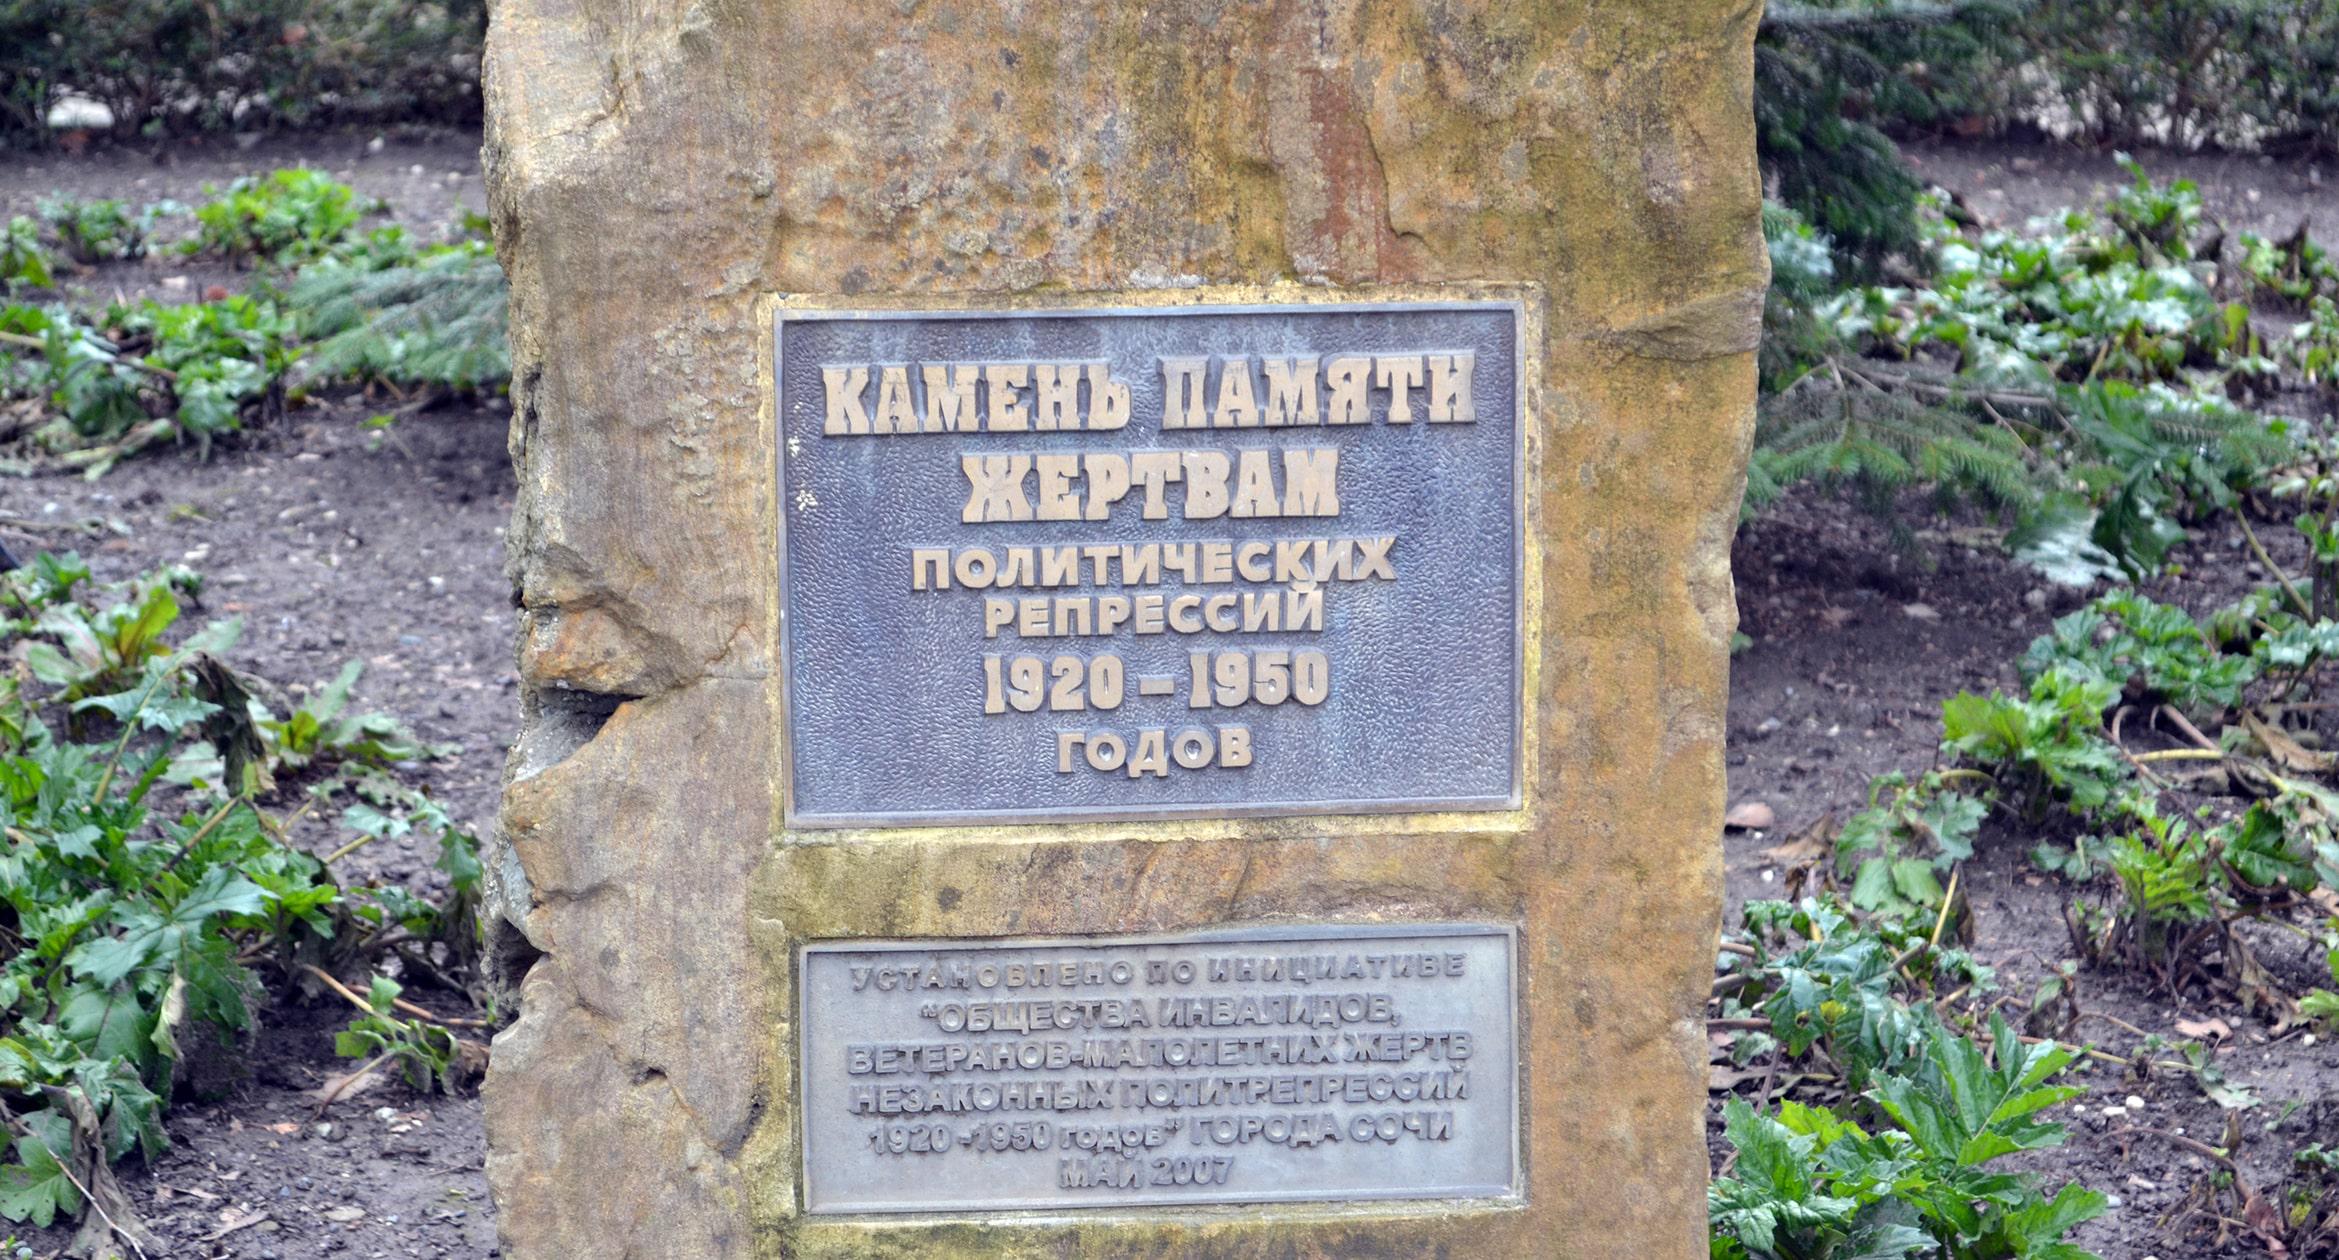 КАМЕНЬ ПАМЯТИ
ЖЕРТВАМ
ПОЛИТИЧЕСКИХ
РЕПРЕССИЙ
1920-1950
ГОДОВ
УСТАНОВЛЕНО ПО ИНИЦИАТИВЕ
"ОБЩЕСТВА ИНВАЛИДОВ,
ВЕТЕРАНОВ-МАЛОЛЕТНИХ ЖЕРТВ
НЕЗАКОННЫХ ПОЛИТРЕПРЕССИЙ
1920-1950 годов" ГОРОДА СОЧИ
МАЙ 2007